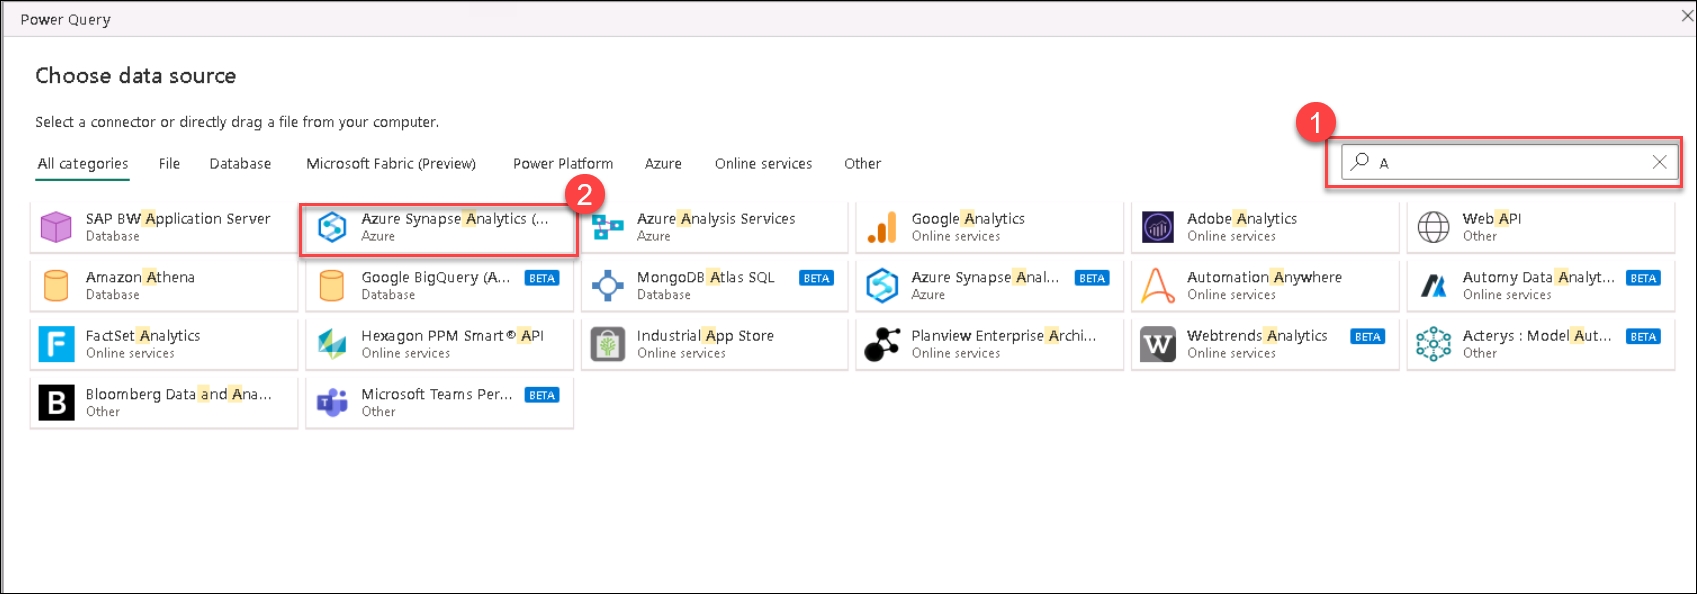 Power Query
Choose data source
Select a connector or directly drag a file from your computer.
1
All categories File Database Microsoft Fabric (Preview) Power Platform Azure Online services Other
A
2
SAP BW Application Server
Database
Azure Synapse Analytics (...
Azure
Azure Analysis Services
Azure
Google Analytics
Online services
Adobe Analytics
Online services
Web API
Other
Amazon Athena
Database
Google BigQuery (A... BETA
Database
MongoDB Atlas SQL BETA
Database
Azure Synapse Anal... BETA
Azure
Automation Anywhere
Online services
Automy Data Analyt... BETA
Online services
F
FactSet Analytics
Online services
Hexagon PPM Smart® API
Online services
Industrial App Store
Online services
Planview Enterprise Archi...
Online services
W
Webtrends Analytics BETA
Online services
Acterys : Model Aut... BETA
Other
B
Bloomberg Data and Ana...
Other
T
Microsoft Teams Per... BETA
Other